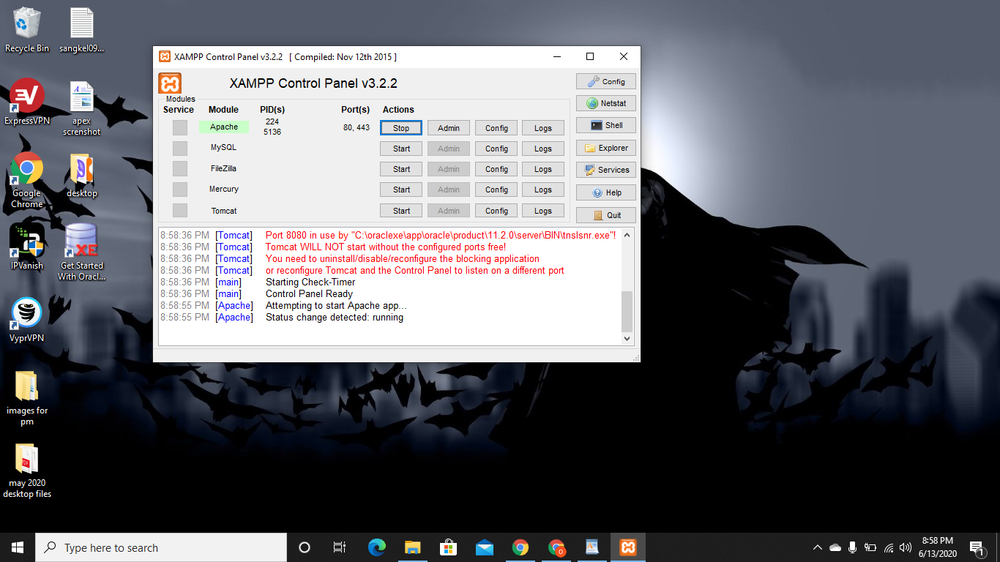 Recycle Bin
sangkel09...
ExpressVPN
apex
screnshot
Google
Chrome
desktop
IPVanish
Get Started
With Oracl...
VyprVPN
images for
pm
may 2020
desktop files
XAMPP Control Panel v3.2.2 [ Compiled: Nov 12th 2015 ]
XAMPP Control Panel v3.2.2
Modules
Service Module PID(s) Port(s) Actions
Apache 224 5136 80, 443 Stop Admin Config Logs
MySQL Start Admin Config Logs
FileZilla Start Admin Config Logs
Mercury Start Admin Config Logs
Tomcat Start Admin Config Logs
Config
Netstat
Shell
Explorer
Services
Help
Quit
8:58:36 PM [Tomcat] Port 8080 in use by "C:\oraclexe\app\oracle\product\11.2.0\server\BIN\tnslsnr.exe"!
8:58:36 PM [Tomcat] Tomcat WILL NOT start without the configured ports free!
8:58:36 PM [Tomcat] You need to uninstall/disable/reconfigure the blocking application
8:58:36 PM [Tomcat] or reconfigure Tomcat and the Control Panel to listen on a different port
8:58:36 PM [main] Starting Check-Timer
8:58:36 PM [main] Control Panel Ready
8:58:55 PM [Apache] Attempting to start Apache app...
8:58:55 PM [Apache] Status change detected: running
Type here to search
8:58 PM
6/13/2020
1